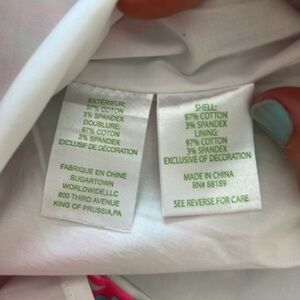 EXTÉRIEUR:
97% COTON
3% SPANDEX
DOUBLURE:
97% COTON
3% SPANDEX
EXCLUSIF DE DÉCORATION
FABRIQUE EN CHINE
SUGARTOWN
WORLDWIDE, LLC
800 THIRD AVENUE
KING OF PRUSSIA, PA
SHELL:
97% COTTON
3% SPANDEX
LINING:
97% COTTON
3% SPANDEX
EXCLUSIVE OF DECORATION
MADE IN CHINA
RN# 88189
SEE REVERSE FOR CARE